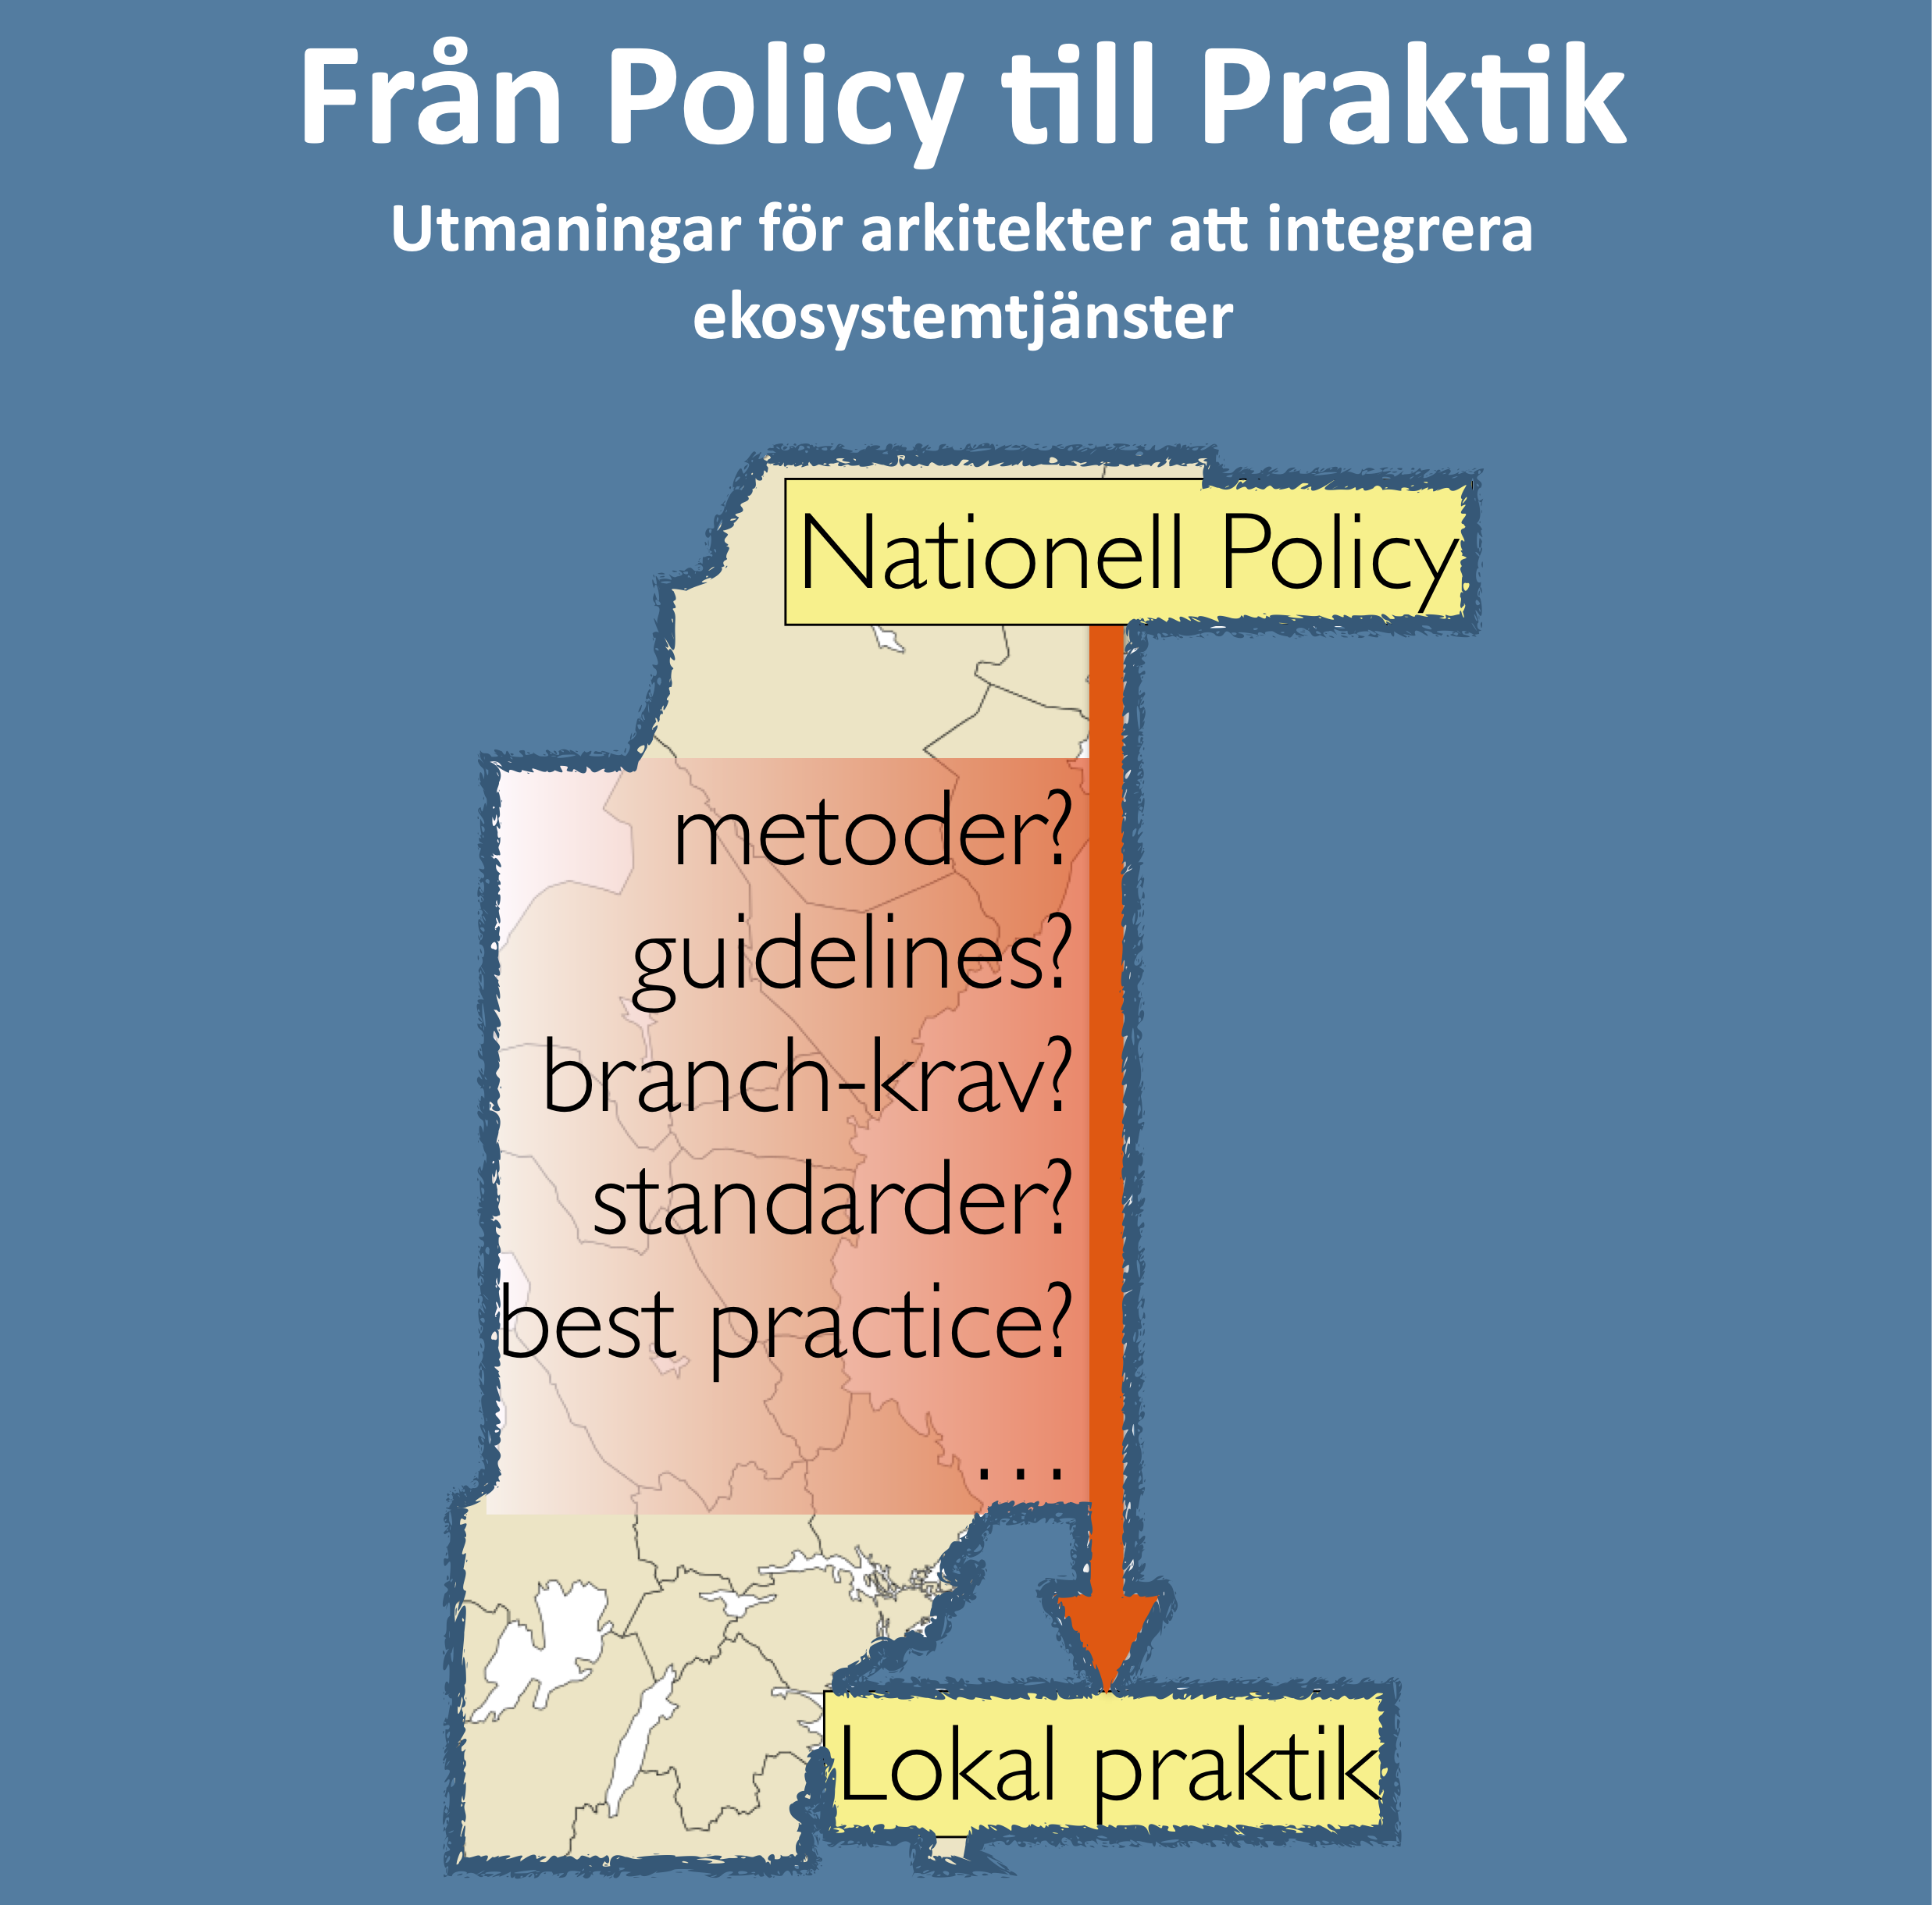 Från Policy till Praktik
Utmaningar för arkitekter att integrera
ekosystemtjänster
Nationell Policy
metoder?
guidelines?
branch-krav?
standarder?
best practice?
...
Lokal praktik